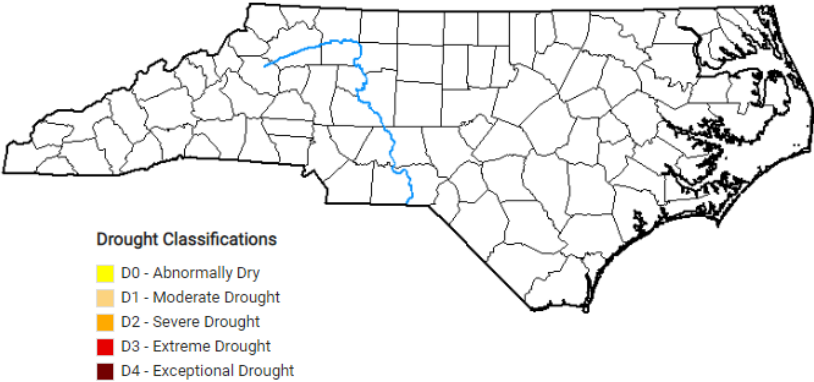 Drought Classifications
D0 - Abnormally Dry
D1 - Moderate Drought
D2 - Severe Drought
D3 - Extreme Drought
D4 - Exceptional Drought